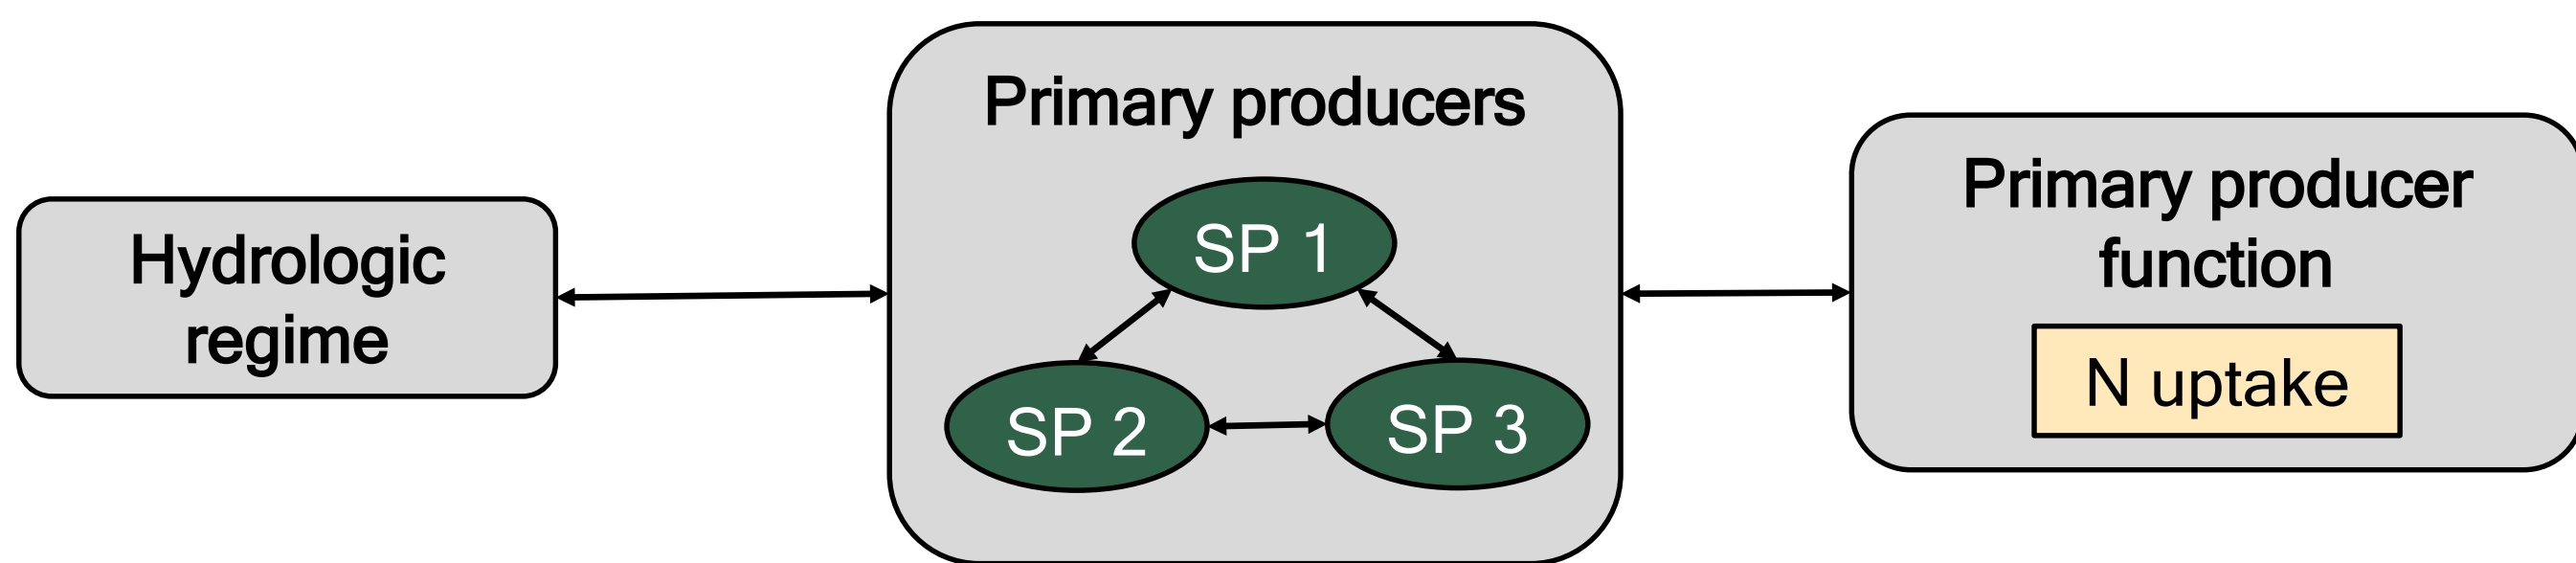 Hydrologic
regime
Primary producers
SP 1
SP 2
SP 3
Primary producer
function
N uptake